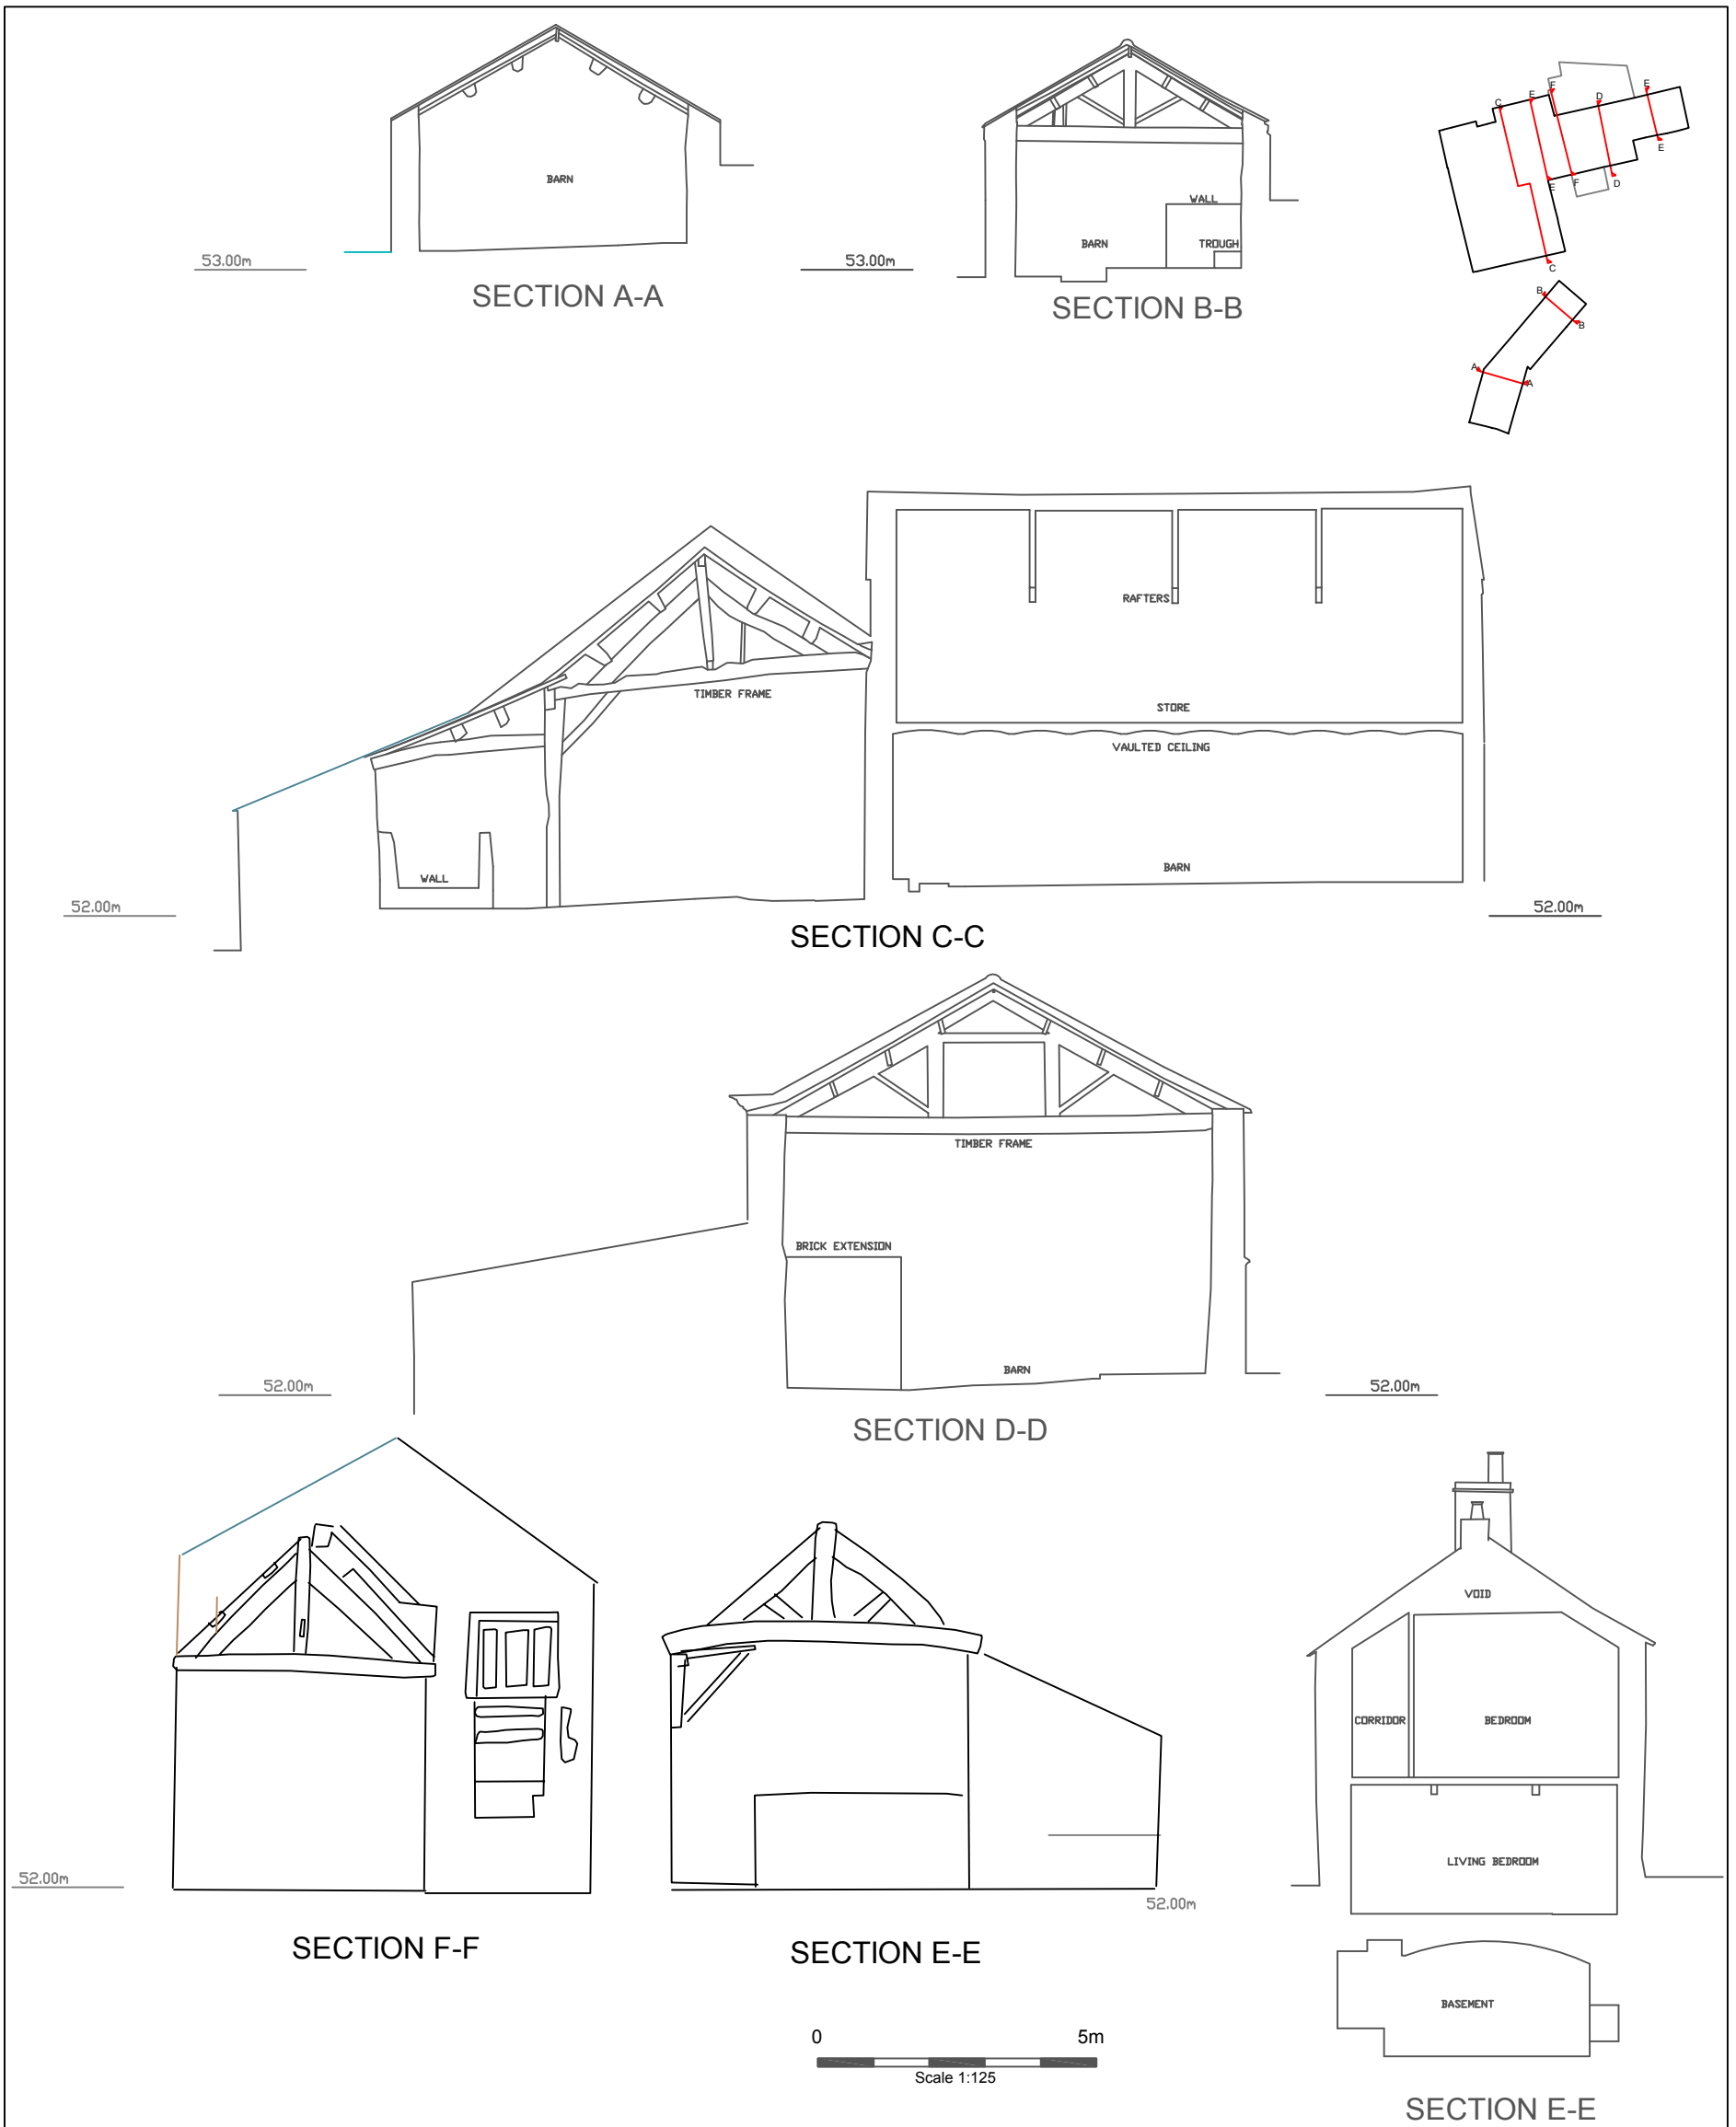 BARN
53.00m
SECTION A-A
WALL
BARN
TROUGH
53.00m
SECTION B-B
C
E
F
D
E
E
E
F
D
C
B
B
A
A
RAFTERS
TIMBER FRAME
STORE
VAULTED CEILING
WALL
BARN
52.00m
52.00m
SECTION C-C
TIMBER FRAME
BRICK EXTENSION
BARN
52.00m
52.00m
SECTION D-D
VOID
CORRIDOR
BEDROOM
LIVING BEDROOM
52.00m
52.00m
SECTION F-F
SECTION E-E
BASEMENT
0 5m
Scale 1:125
SECTION E-E